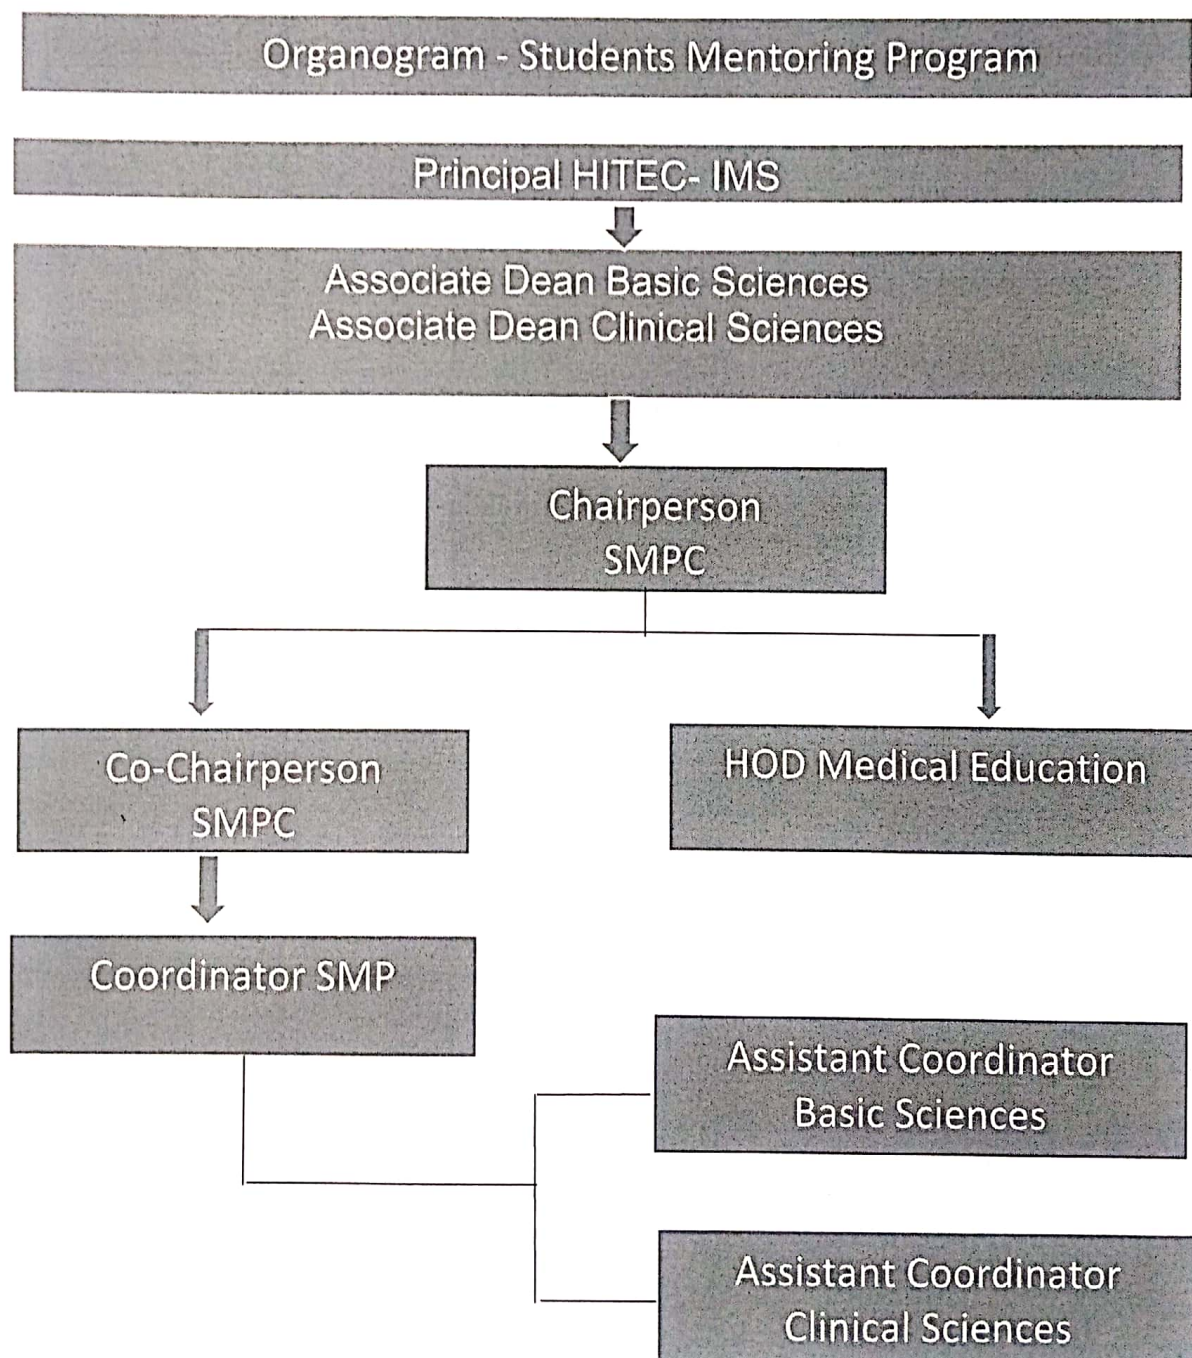 Organogram - Students Mentoring Program
Principal HITEC- IMS
Associate Dean Basic Sciences
Associate Dean Clinical Sciences
Chairperson
SMPC
Co-Chairperson
SMPC
HOD Medical Education
Coordinator SMP
Assistant Coordinator
Basic Sciences
Assistant Coordinator
Clinical Sciences